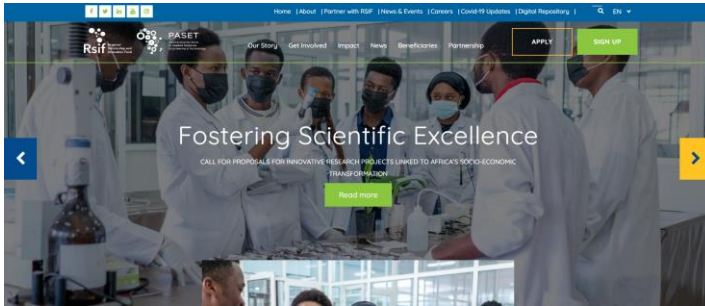 Home | About | Partner with RSIF | News & Events | Careers | Covid-19 Updates | Digital Repository |
EN
Rsif
PASET
Our Story Get Involved Impact News Beneficiaries Partnership
APPLY
SIGN UP
Fostering Scientific Excellence
CALL FOR PROPOSALS FOR INNOVATIVE RESEARCH PROJECTS LINKED TO AFRICA'S SOCIO-ECONOMIC
TRANSFORMATION
Read more